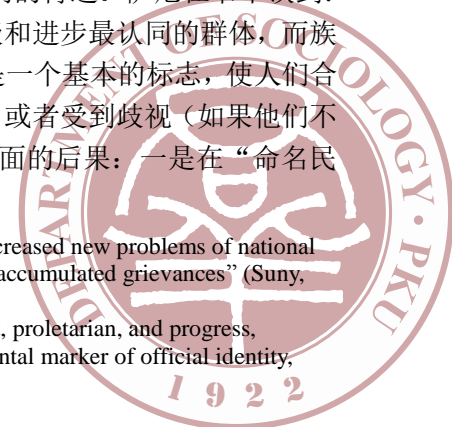 和进步最认同的群体，而族
是一个基本的标志，使人们合
或者受到歧视（如果他们不
面的后果：一是在“命名民
creased new problems of national
accumulated grievances” (Suny,
, proletarian, and progress,
ntal marker of official identity,
DEPARTMENT OF SOCIOLOGY · PKU
1922